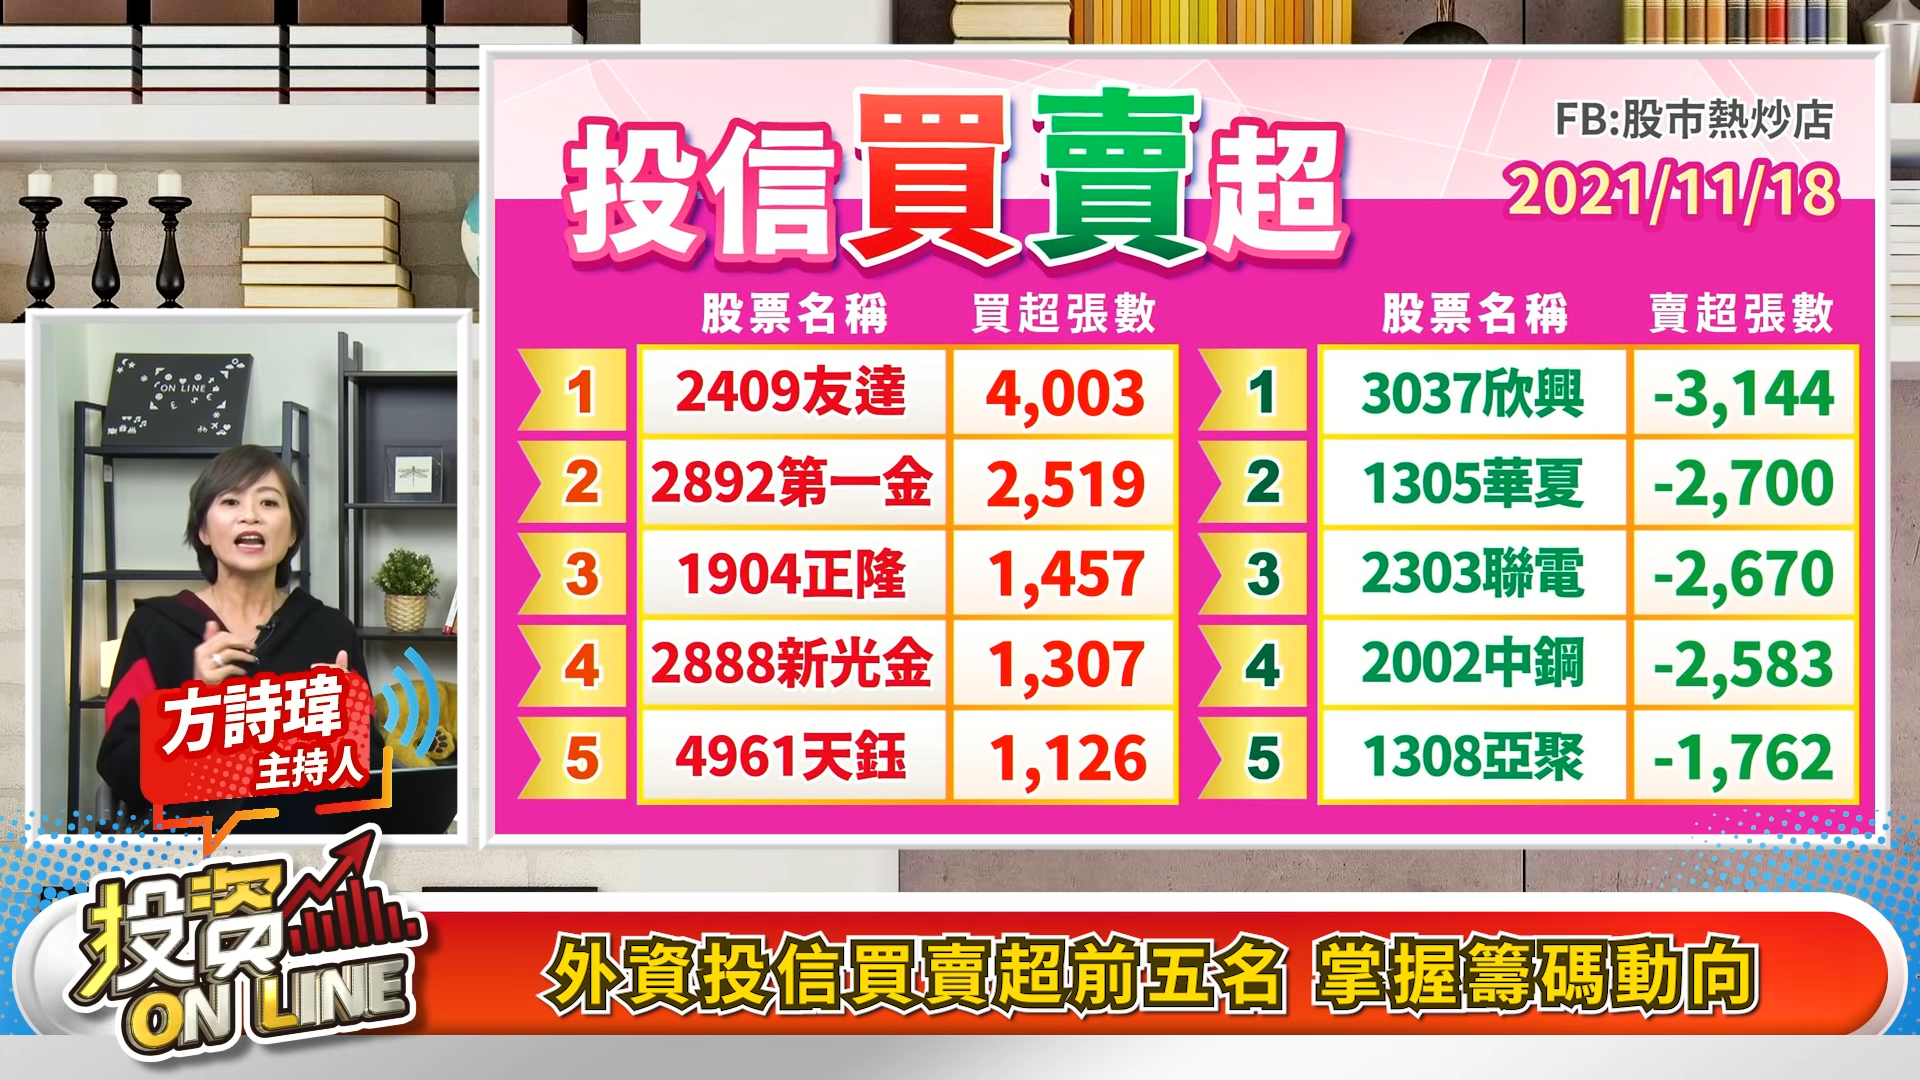 投信買賣超
FB:股市熱炒店
2021/11/18
股票名稱 買超張數 股票名稱 賣超張數
1 2409友達 4,003 1 3037欣興 -3,144
2 2892第一金 2,519 2 1305華夏 -2,700
3 1904正隆 1,457 3 2303聯電 -2,670
4 2888新光金 1,307 4 2002中鋼 -2,583
5 4961天鈺 1,126 5 1308亞聚 -1,762
ON LINE
方詩瑋
主持人
投資
ON LINE
外資投信買賣超前五名 掌握籌碼動向